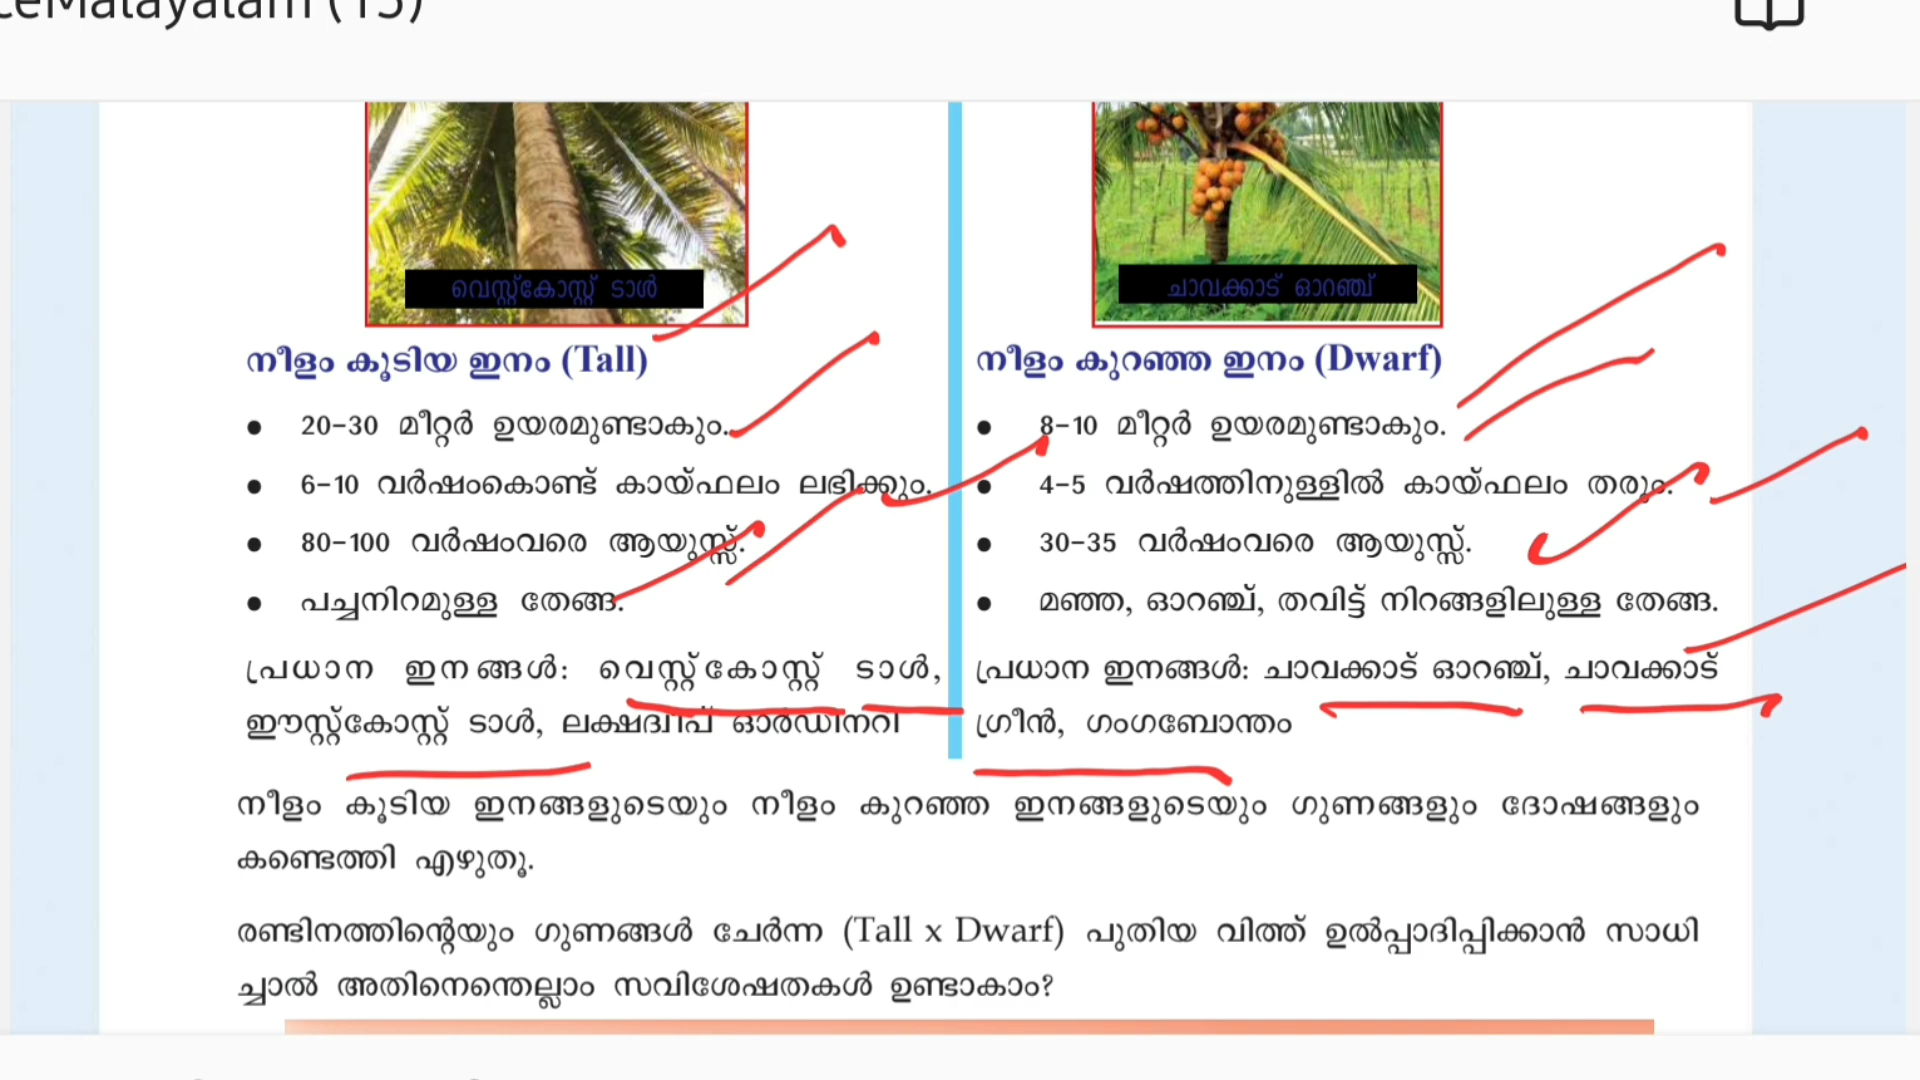 ceMalayalam (15)
വെസ്റ്റ്കോസ്റ്റ് ടാൾ
നീളം കൂടിയ ഇനം (Tall)
• 20-30 മീറ്റർ ഉയരമുണ്ടാകും.
• 6-10 വർഷംകൊണ്ട് കായ്ഫലം ലഭിക്കും.
• 80-100 വർഷംവരെ ആയുസ്സ്.
• പച്ചനിറമുള്ള തേങ്ങ.
പ്രധാന ഇനങ്ങൾ: വെസ്റ്റ്കോസ്റ്റ് ടാൾ,
ഈസ്റ്റ്കോസ്റ്റ് ടാൾ, ലക്ഷദ്വീപ് ഓർഡിനറി
ചാവക്കാട് ഓറഞ്ച്
നീളം കുറഞ്ഞ ഇനം (Dwarf)
• 8-10 മീറ്റർ ഉയരമുണ്ടാകും.
• 4-5 വർഷത്തിനുള്ളിൽ കായ്ഫലം തരും.
• 30-35 വർഷംവരെ ആയുസ്സ്.
• മഞ്ഞ, ഓറഞ്ച്, തവിട്ട് നിറങ്ങളിലുള്ള തേങ്ങ.
പ്രധാന ഇനങ്ങൾ: ചാവക്കാട് ഓറഞ്ച്, ചാവക്കാട്
ഗ്രീൻ, ഗംഗബോന്തം
നീളം കൂടിയ ഇനങ്ങളുടെയും നീളം കുറഞ്ഞ ഇനങ്ങളുടെയും ഗുണങ്ങളും ദോഷങ്ങളും
കണ്ടെത്തി എഴുതൂ.
രണ്ടിനത്തിന്റെയും ഗുണങ്ങൾ ചേർന്ന (Tall x Dwarf) പുതിയ വിത്ത് ഉൽപ്പാദിപ്പിക്കാൻ സാധി
ച്ചാൽ അതിനെന്തെല്ലാം സവിശേഷതകൾ ഉണ്ടാകാം?